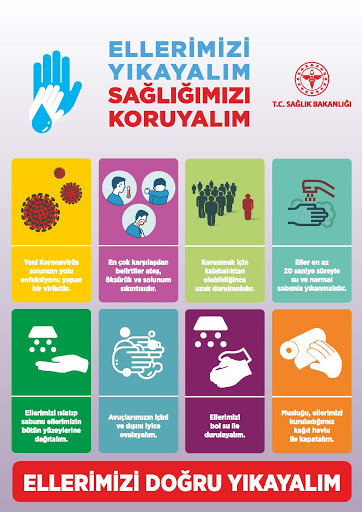 ELLERİMİZİ
YIKAYALIM
SAĞLIĞIMIZI
KORUYALIM
T.C. SAĞLIK BAKANLIĞI
Yeni Koronavirüs
solunum yolu
enfeksiyonu yapan
bir virüstür.
En çok karşılaşılan
belirtiler ateş,
öksürük ve solunum
sıkıntısıdır.
Korunmak için
kalabalıktan
olabildiğince
uzak durulmalıdır.
Eller en az
20 saniye süreyle
su ve normal
sabunla yıkanmalıdır.
Ellerimizi ıslatıp
sabunu ellerimizin
bütün yüzeylerine
dağıtalım.
Avuçlarımızın içini
ve dışını iyice
ovalayalım.
Ellerimizi
bol su ile
durulayalım.
Musluğu, ellerimizi
kuruladığımız
kağıt havlu
ile kapatalım.
ELLERİMİZİ DOĞRU YIKAYALIM